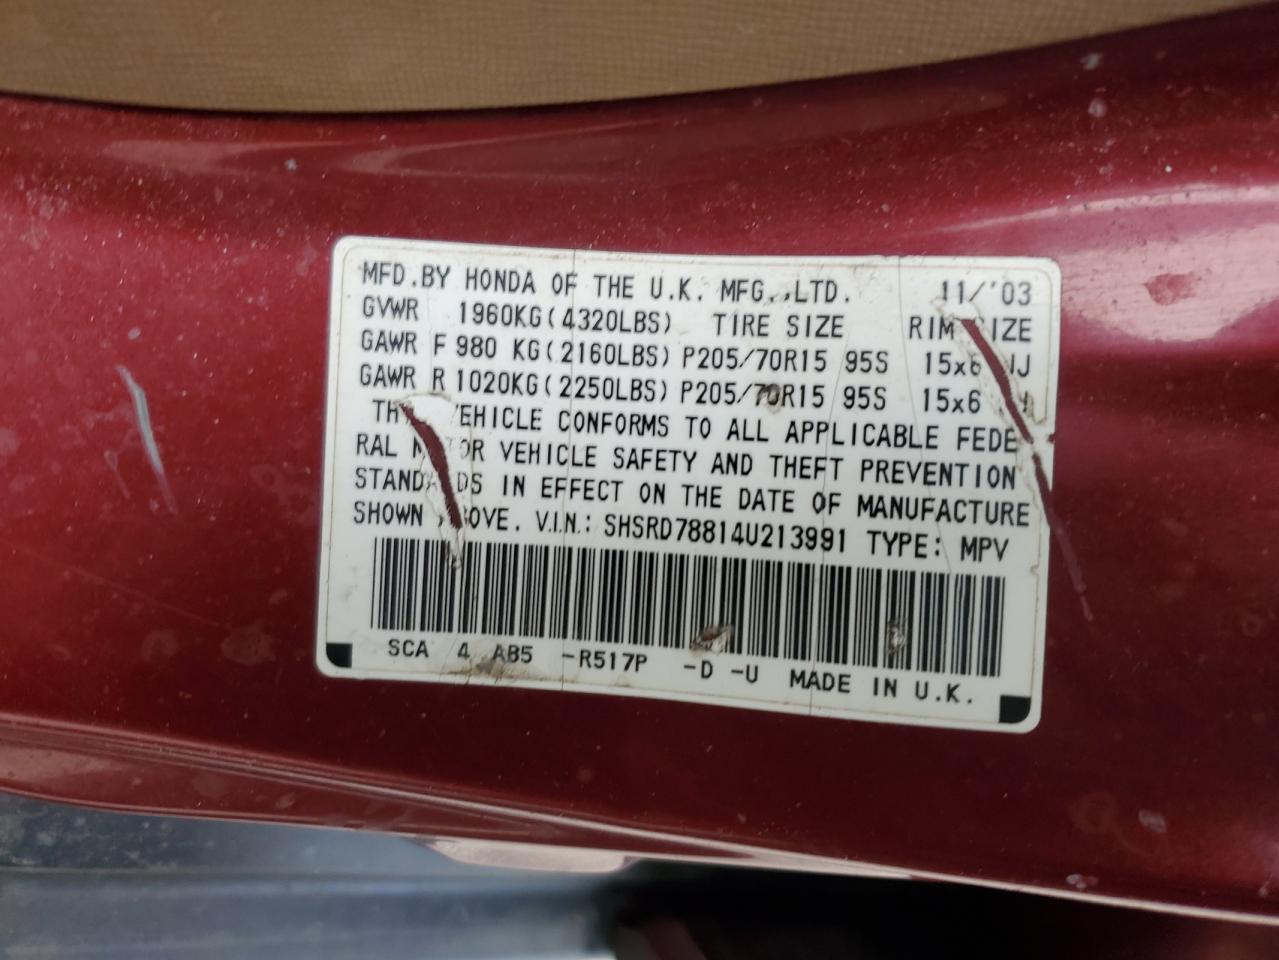 MFD.BY HONDA OF THE U.K. MFG.,LTD. 11/'03
GVWR 1960KG(4320LBS) TIRE SIZE RIM SIZE
GAWR F 980 KG(2160LBS) P205/70R15 95S 15x6 JJ
GAWR R 1020KG(2250LBS) P205/70R15 95S 15x6
THIS VEHICLE CONFORMS TO ALL APPLICABLE FEDE
RAL MOTOR VEHICLE SAFETY AND THEFT PREVENTION
STANDARDS IN EFFECT ON THE DATE OF MANUFACTURE
SHOWN ABOVE. V.I.N.: SHSRD78814U213991 TYPE: MPV
SCA 4 AB5 -R517P -D -U MADE IN U.K.